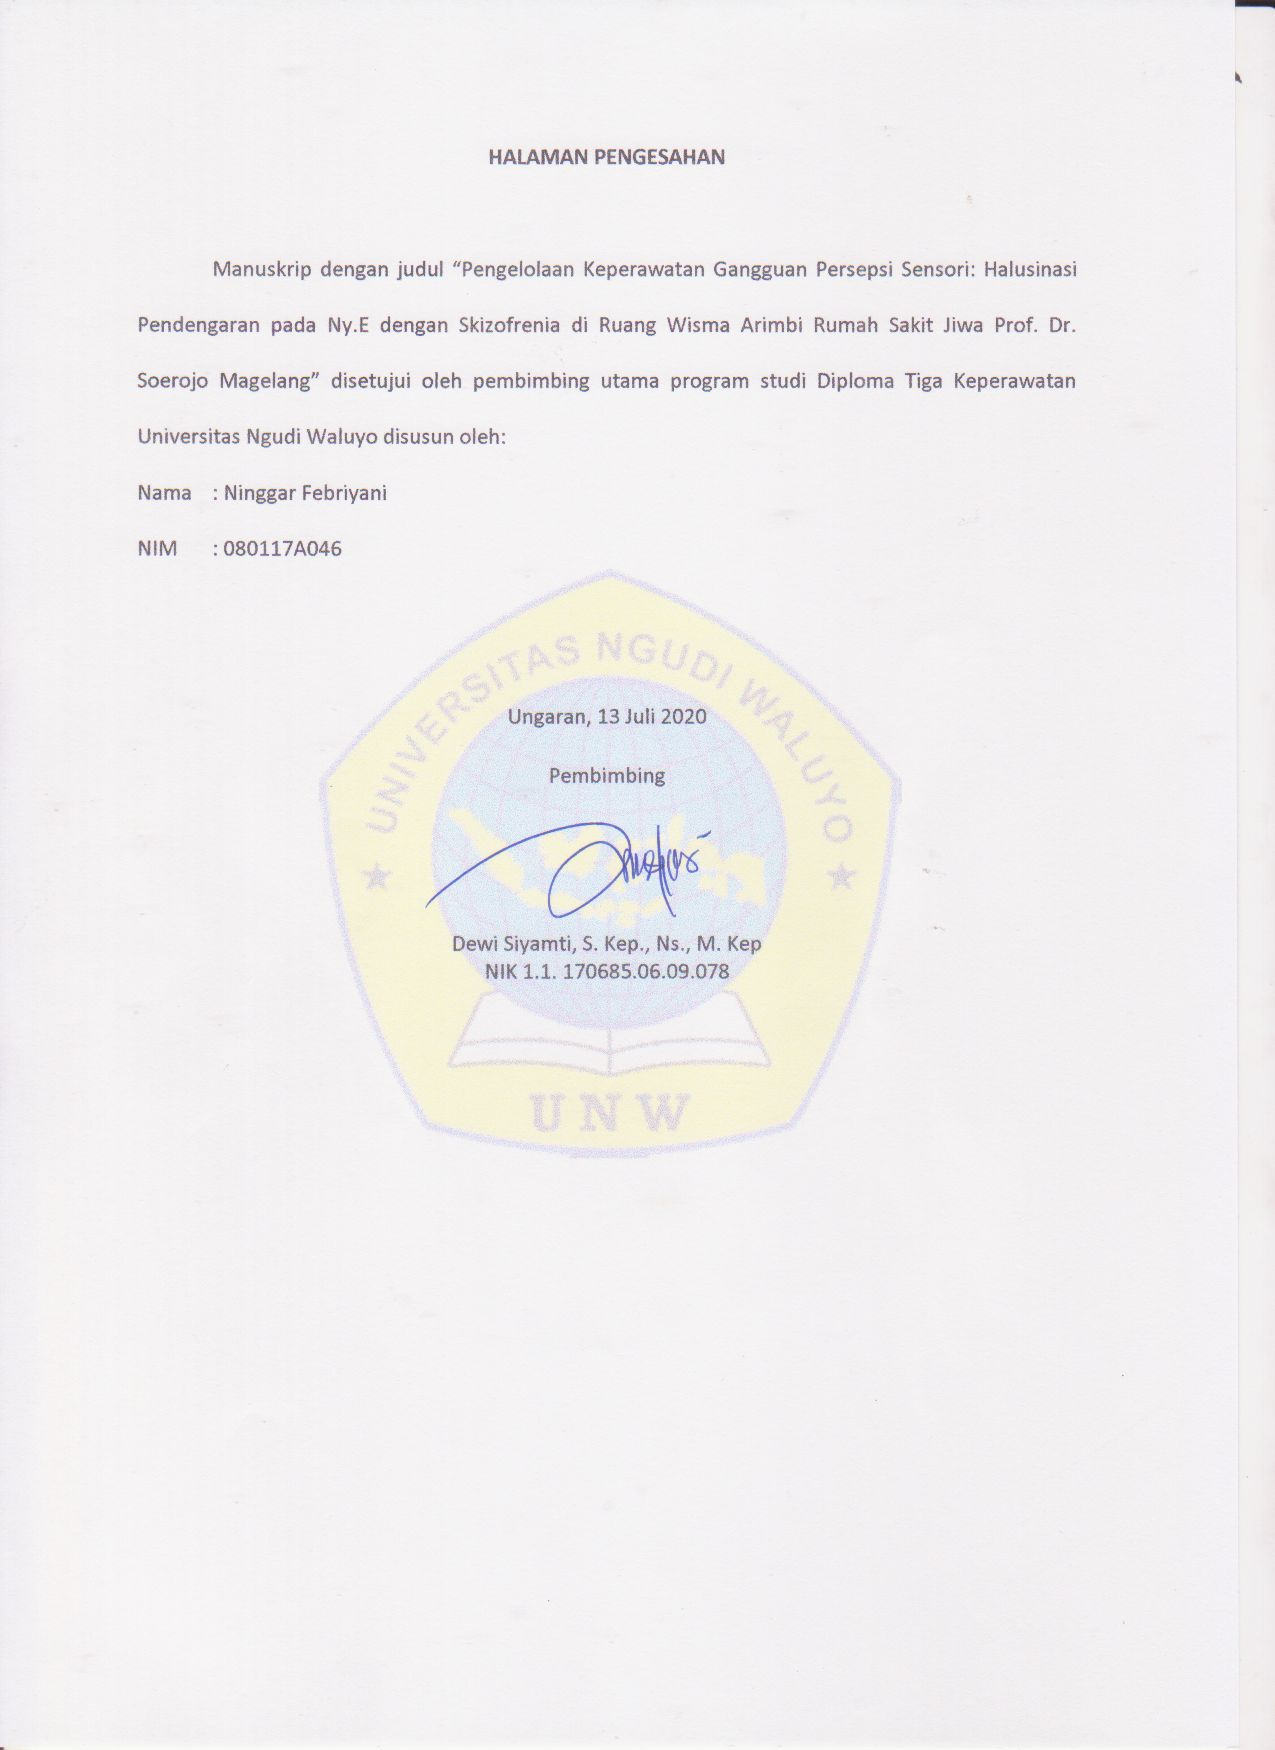 HALAMAN PENGESAHAN
Manuskrip dengan judul “Pengelolaan Keperawatan Gangguan Persepsi Sensori: Halusinasi
Pendengaran pada Ny.E dengan Skizofrenia di Ruang Wisma Arimbi Rumah Sakit Jiwa Prof. Dr.
Soerojo Magelang” disetujui oleh pembimbing utama program studi Diploma Tiga Keperawatan
Universitas Ngudi Waluyo disusun oleh:
Nama : Ninggar Febriyani
NIM : 080117A046
UNIVERSITAS NGUDI WALUYO
Ungaran, 13 Juli 2020
Pembimbing
Dewi Siyamti, S. Kep., Ns., M. Kep
NIK 1.1. 170685.06.09.078
UNW